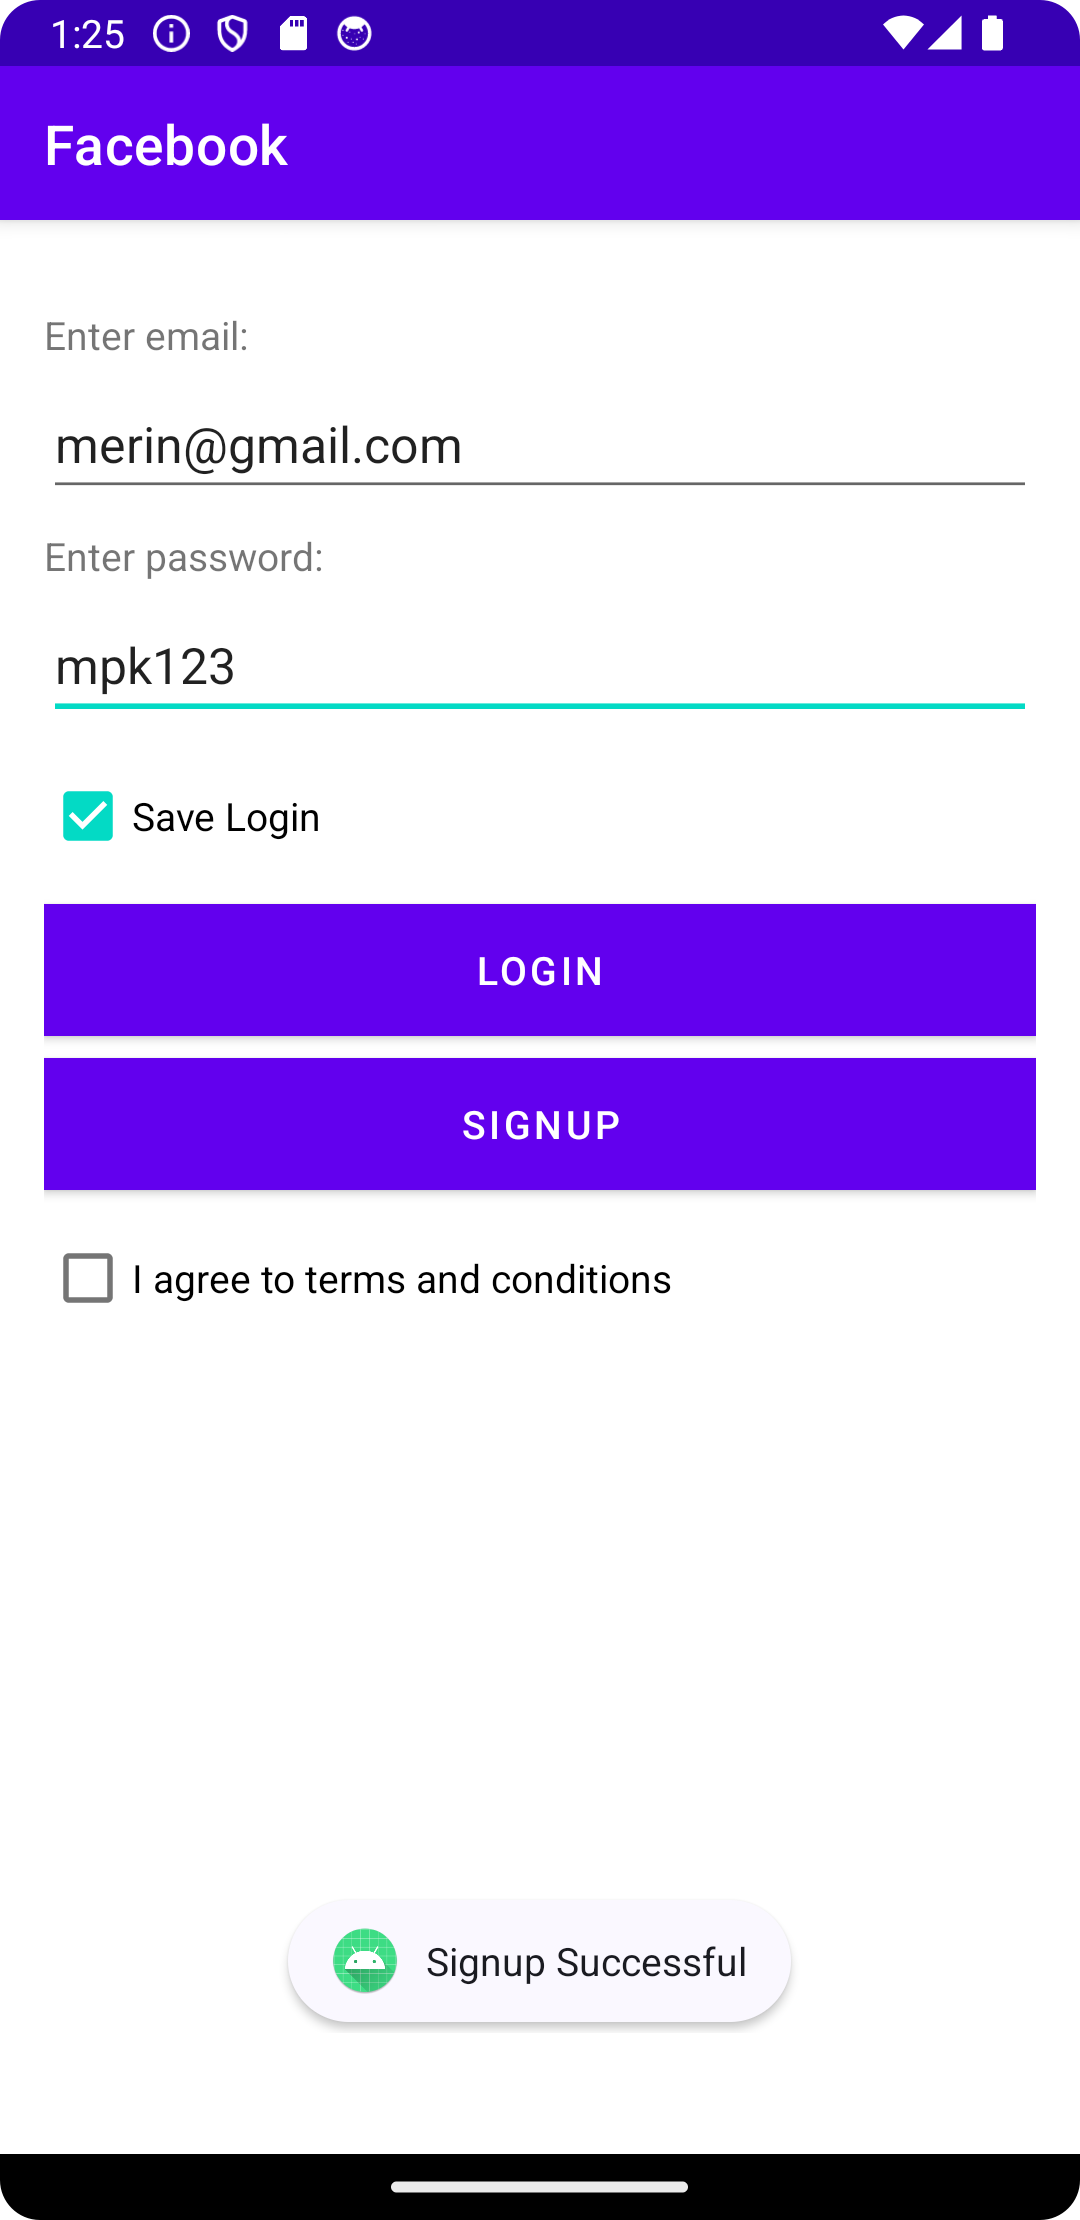 1:25
Facebook
Enter email:
merin@gmail.com
Enter password:
mpk123
Save Login
LOGIN
SIGNUP
I agree to terms and conditions
Signup Successful